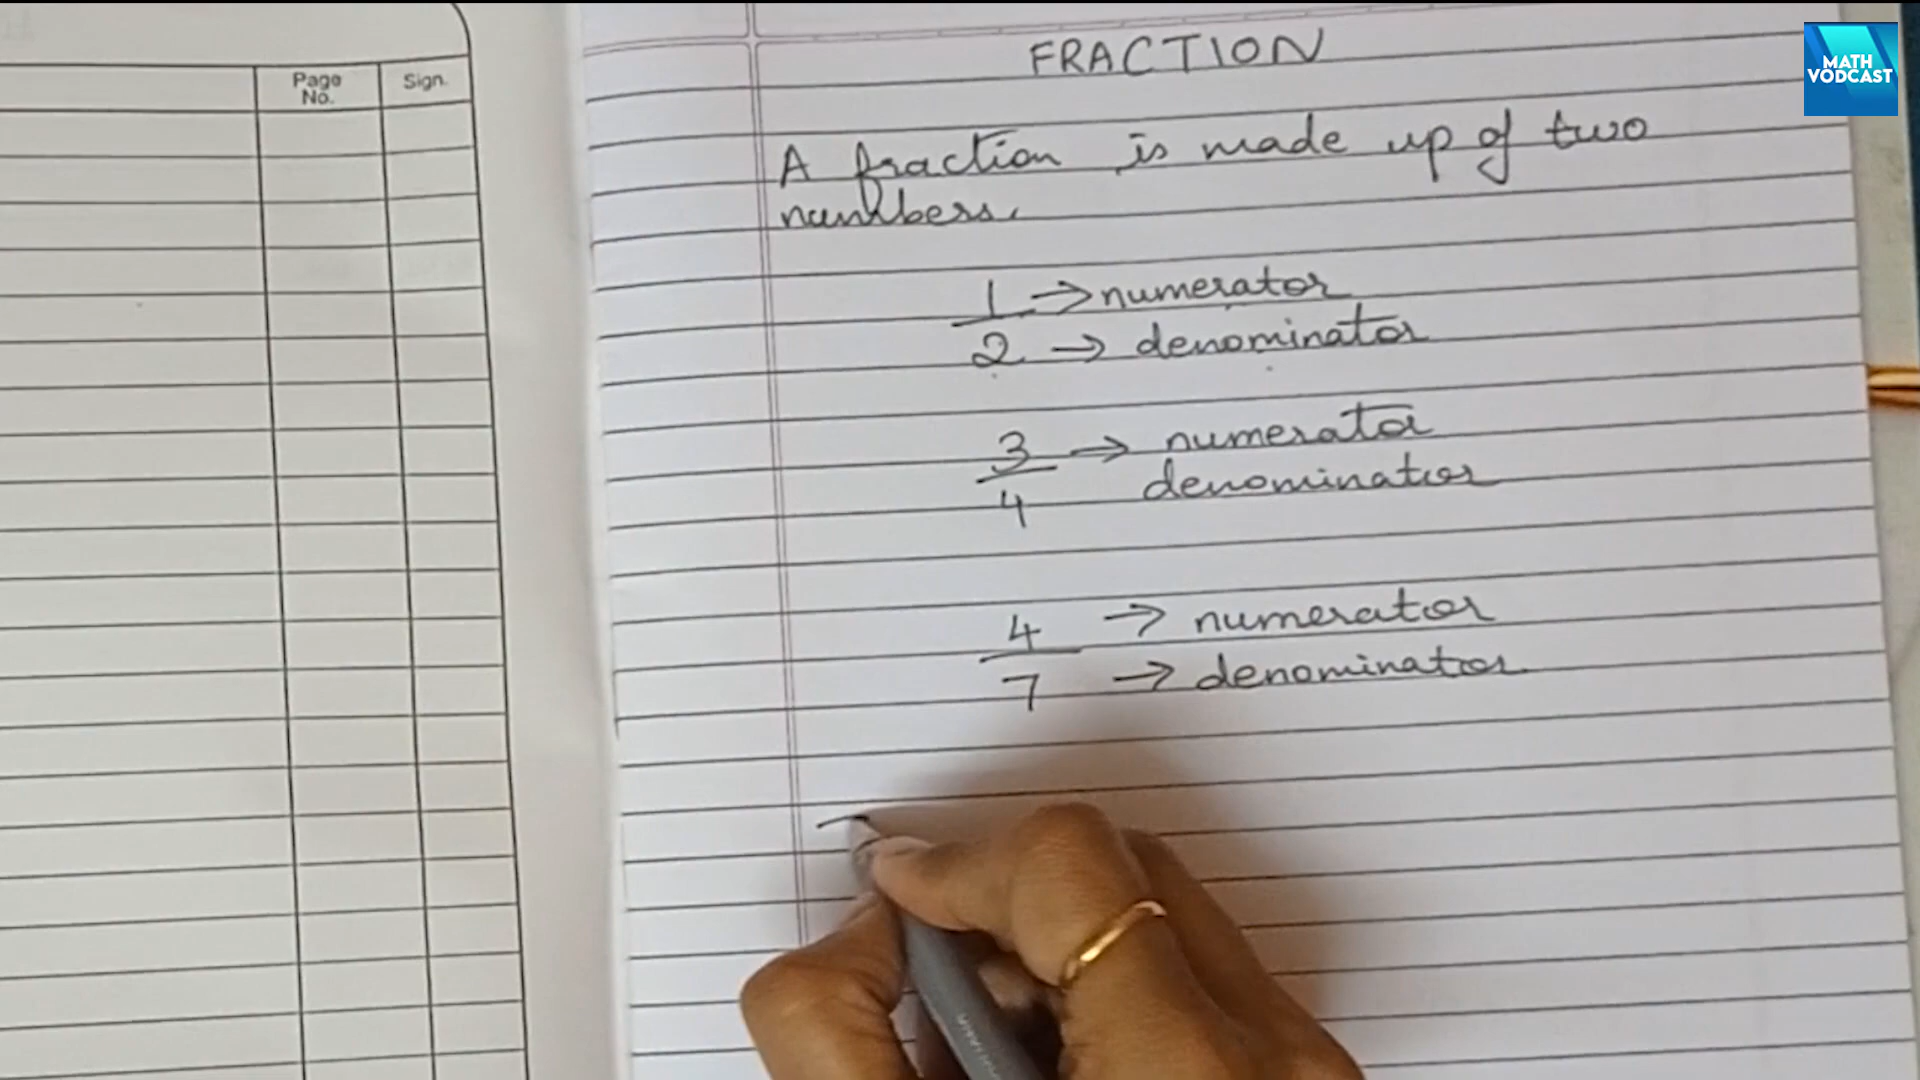 Page
No.
Sign.
MATH
VODCAST
FRACTION
A fraction is made up of two
numbers.
1 → numerator
2 → denominator
3 → numerator
4 denominator
4 → numerator
7 → denominator